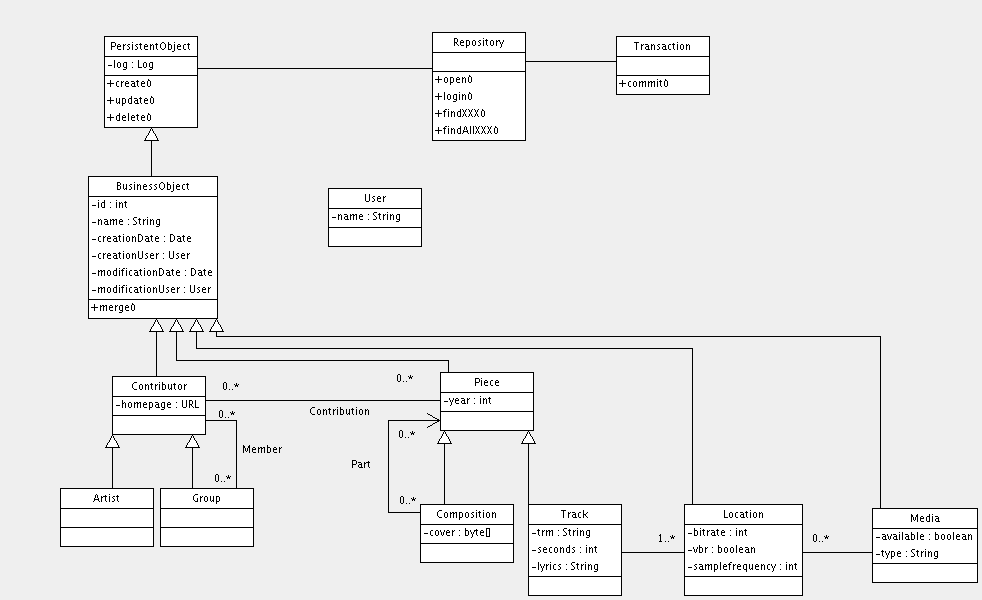 PersistentObject
-log : Log
+create()
+update()
+delete()
Repository
+open()
+login()
+findXXX()
+findAllXXX()
Transaction
+commit()
BusinessObject
-id : int
-name : String
-creationDate : Date
-creationUser : User
-modificationDate : Date
-modificationUser : User
+merge()
User
-name : String
Contributor
-homepage : URL
0..*
0..*
Contribution
Piece
-year : int
0..*
Member
0..*
0..*
Part
0..*
Artist
Group
Composition
-cover : byte[]
Track
-trm : String
-seconds : int
-lyrics : String
1..*
Location
-bitrate : int
-vbr : boolean
-samplefrequency : int
0..*
Media
-available : boolean
-type : String